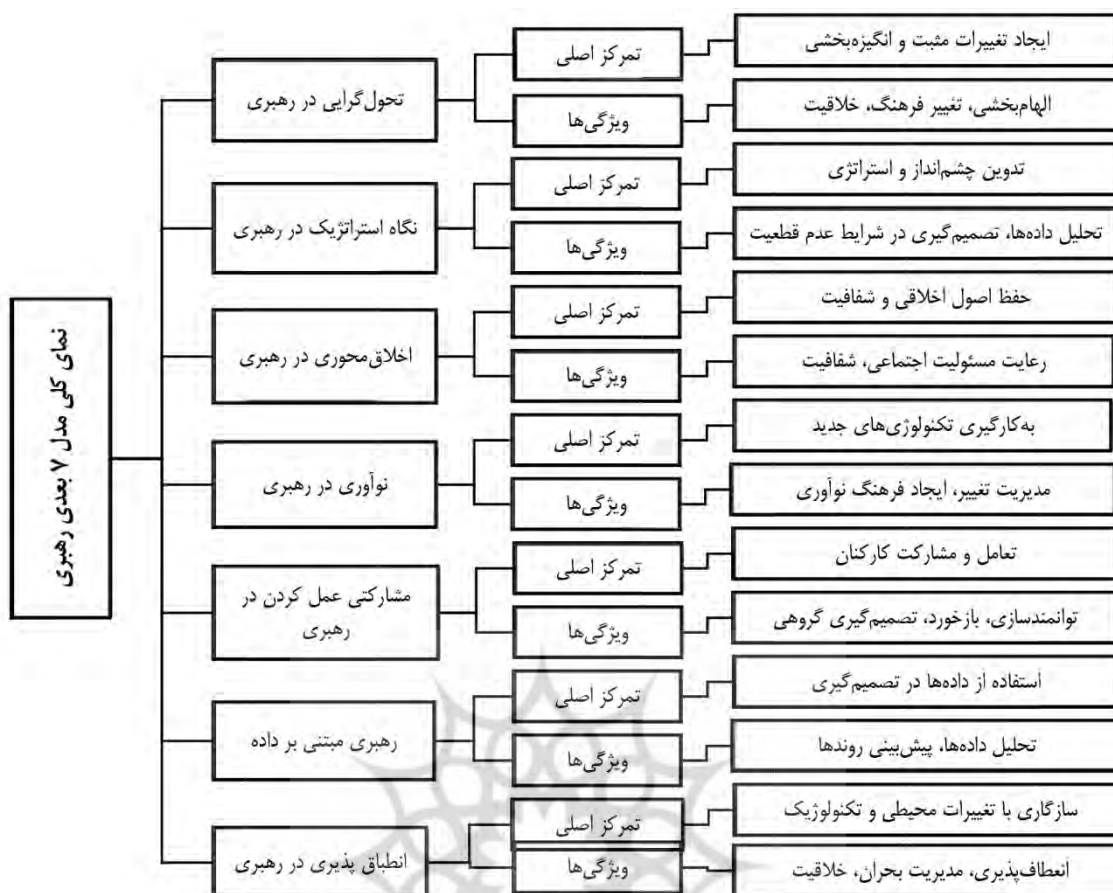 نمای کلی مدل ۷ بعدی رهبری
تحول‌گرایی در رهبری
تمرکز اصلی
ایجاد تغییرات مثبت و انگیزه‌بخشی
ویژگی‌ها
الهام‌بخشی، تغییر فرهنگ، خلاقیت
نگاه استراتژیک در رهبری
تمرکز اصلی
تدوین چشم‌انداز و استراتژی
ویژگی‌ها
تحلیل داده‌ها، تصمیم‌گیری در شرایط عدم قطعیت
اخلاق‌محوری در رهبری
تمرکز اصلی
حفظ اصول اخلاقی و شفافیت
ویژگی‌ها
رعایت مسئولیت اجتماعی، شفافیت
نوآوری در رهبری
تمرکز اصلی
به‌کارگیری تکنولوژی‌های جدید
ویژگی‌ها
مدیریت تغییر، ایجاد فرهنگ نوآوری
مشارکتی عمل کردن در
رهبری
تمرکز اصلی
تعامل و مشارکت کارکنان
ویژگی‌ها
توانمندسازی، بازخورد، تصمیم‌گیری گروهی
رهبری مبتنی بر داده
تمرکز اصلی
استفاده از داده‌ها در تصمیم‌گیری
ویژگی‌ها
تحلیل داده‌ها، پیش‌بینی روندها
انطباق پذیری در رهبری
تمرکز اصلی
سازگاری با تغییرات محیطی و تکنولوژیک
ویژگی‌ها
انعطاف‌پذیری، مدیریت بحران، خلاقیت